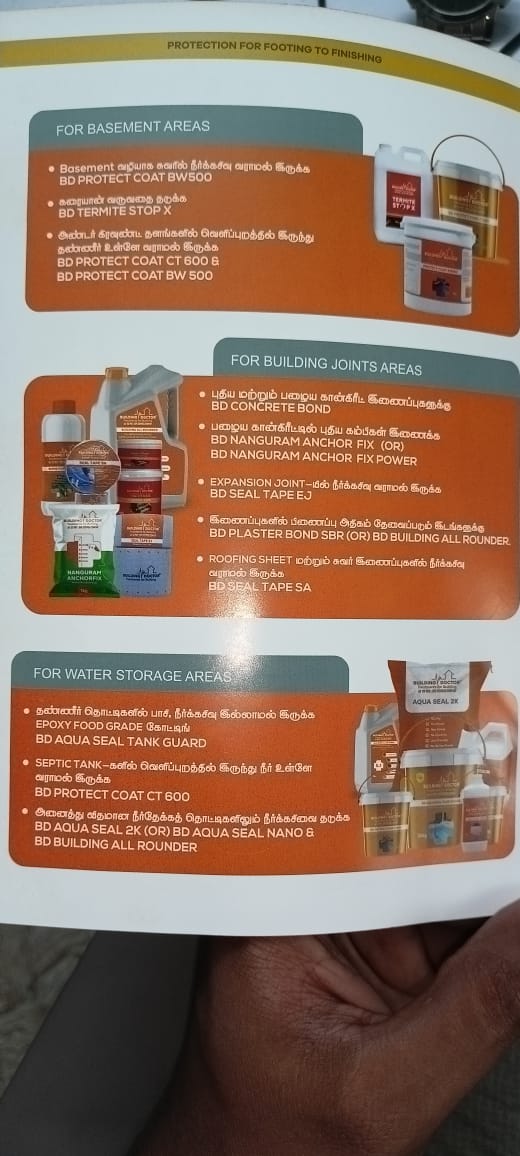 PROTECTION FOR FOOTING TO FINISHING
FOR BASEMENT AREAS
• Basement வழியாக சுவரில் நீர்க்கசிவு வராமல் இருக்க
BD PROTECT COAT BW500
• கரையான் வருவதை தடுக்க
BD TERMITE STOP X
• அண்டர் கிரவுண்ட் தளங்களில் வெளிப்புறத்தில் இருந்து
தண்ணீர் உள்ளே வராமல் இருக்க
BD PROTECT COAT CT 600 &
BD PROTECT COAT BW 500
TERMITE
STOP X
FOR BUILDING JOINTS AREAS
• புதிய மற்றும் பழைய கான்கிரீட் இணைப்புகளுக்கு
BD CONCRETE BOND
• பழைய கான்கிரீட்டில் புதிய கம்பிகள் இணைக்க
BD NANGURAM ANCHOR FIX (OR)
BD NANGURAM ANCHOR FIX POWER
• EXPANSION JOINT-யில் நீர்க்கசிவு வராமல் இருக்க
BD SEAL TAPE EJ
• இணைப்புகளில் பிணைப்பு அதிகம் தேவைப்படும் இடங்களுக்கு
BD PLASTER BOND SBR (OR) BD BUILDING ALL ROUNDER.
• ROOFING SHEET மற்றும் சுவர் இணைப்புகளில் நீர்க்கசிவு
வராமல் இருக்க
BD SEAL TAPE SA
BUILDING DOCTOR
SEAL TAPE SA
BUILDING DOCTOR
NANGURAM
ANCHORFIX
BUILDING DOCTOR
FOR WATER STORAGE AREAS
• தண்ணீர் தொட்டிகளில் பாசி, நீர்க்கசிவு இல்லாமல் இருக்க
EPOXY FOOD GRADE கோட்டிங்
BD AQUA SEAL TANK GUARD
• SEPTIC TANK-களில் வெளிப்புறத்தில் இருந்து நீர் உள்ளே
வராமல் இருக்க
BD PROTECT COAT CT 600
• அனைத்து விதமான நீர்தேக்கத் தொட்டிகளிலும் நீர்க்கசிவை தடுக்க
BD AQUA SEAL 2K (OR) BD AQUA SEAL NANO &
BD BUILDING ALL ROUNDER
BUILDING DOCTOR
AQUA SEAL 2K